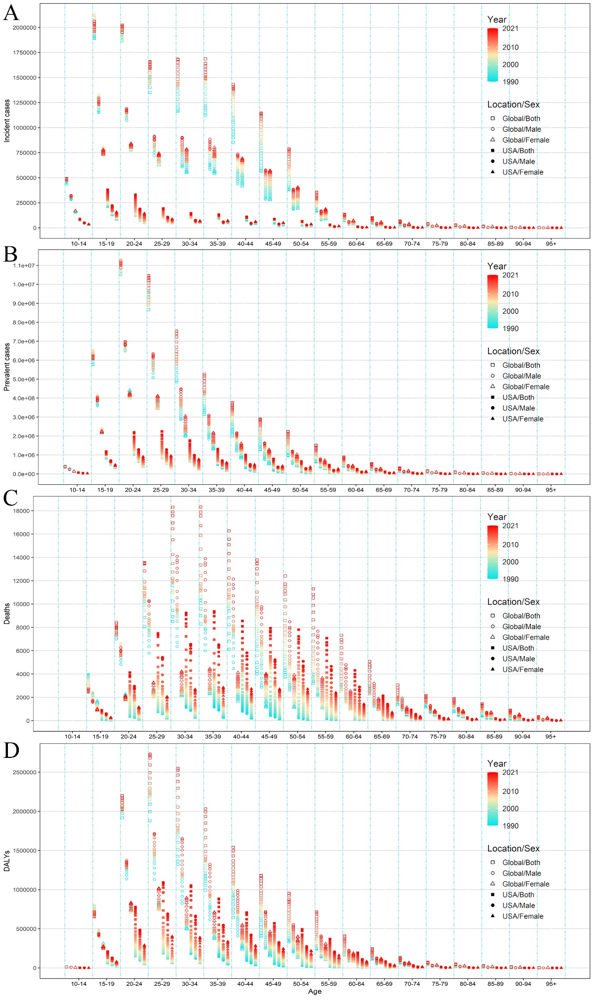 A
Incident cases
2000000
1750000
1500000
1250000
1000000
750000
500000
250000
0
Year
2021
2010
2000
1990
Location/Sex
Global/Both
Global/Male
Global/Female
USA/Both
USA/Male
USA/Female
10-14 15-19 20-24 25-29 30-34 35-39 40-44 45-49 50-54 55-59 60-64 65-69 70-74 75-79 80-84 85-89 90-94 95+
B
Prevalent cases
1.1e+07
1.0e+07
9.0e+06
8.0e+06
7.0e+06
6.0e+06
5.0e+06
4.0e+06
3.0e+06
2.0e+06
1.0e+06
0.0e+00
Year
2021
2010
2000
1990
Location/Sex
Global/Both
Global/Male
Global/Female
USA/Both
USA/Male
USA/Female
10-14 15-19 20-24 25-29 30-34 35-39 40-44 45-49 50-54 55-59 60-64 65-69 70-74 75-79 80-84 85-89 90-94 95+
C
Deaths
18000
16000
14000
12000
10000
8000
6000
4000
2000
0
Year
2021
2010
2000
1990
Location/Sex
Global/Both
Global/Male
Global/Female
USA/Both
USA/Male
USA/Female
10-14 15-19 20-24 25-29 30-34 35-39 40-44 45-49 50-54 55-59 60-64 65-69 70-74 75-79 80-84 85-89 90-94 95+
D
DALYs
2500000
2000000
1500000
1000000
500000
0
Year
2021
2010
2000
1990
Location/Sex
Global/Both
Global/Male
Global/Female
USA/Both
USA/Male
USA/Female
10-14 15-19 20-24 25-29 30-34 35-39 40-44 45-49 50-54 55-59 60-64 65-69 70-74 75-79 80-84 85-89 90-94 95+
Age